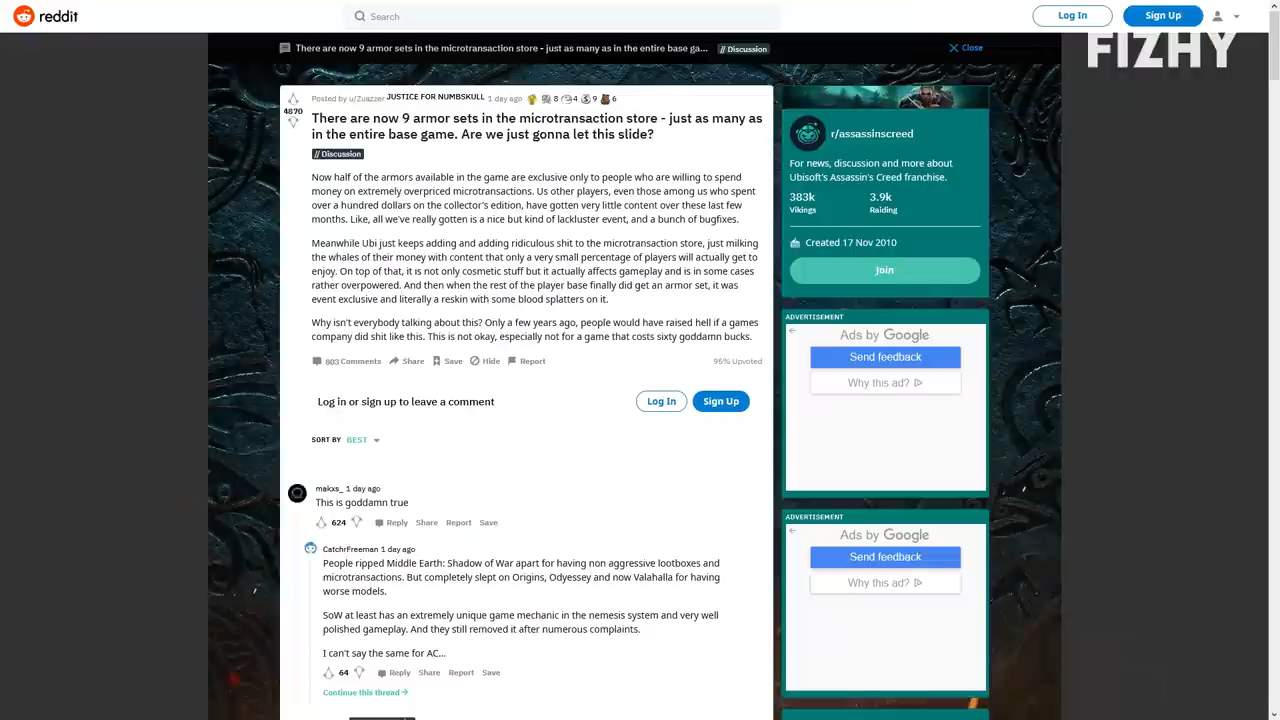 reddit
Search
Log In
Sign Up
There are now 9 armor sets in the microtransaction store - just as many as in the entire base ga...
// Discussion
Close
FIZHY
4870
Posted by u/Zuazzer JUSTICE FOR NUMBSKULL 1 day ago 8 4 9 6
There are now 9 armor sets in the microtransaction store - just as many as
in the entire base game. Are we just gonna let this slide?
// Discussion
Now half of the armors available in the game are exclusive only to people who are willing to spend
money on extremely overpriced microtransactions. Us other players, even those among us who spent
over a hundred dollars on the collector's edition, have gotten very little content over these last few
months. Like, all we've really gotten is a nice but kind of lackluster event, and a bunch of bugfixes.
Meanwhile Ubi just keeps adding and adding ridiculous shit to the microtransaction store, just milking
the whales of their money with content that only a very small percentage of players will actually get to
enjoy. On top of that, it is not only cosmetic stuff but it actually affects gameplay and is in some cases
rather overpowered. And then when the rest of the player base finally did get an armor set, it was
event exclusive and literally a reskin with some blood splatters on it.
Why isn't everybody talking about this? Only a few years ago, people would have raised hell if a games
company did shit like this. This is not okay, especially not for a game that costs sixty goddamn bucks.
803 Comments Share Save Hide Report
96% Upvoted
Log in or sign up to leave a comment
Log In
Sign Up
SORT BY BEST
makxs_ 1 day ago
This is goddamn true
624 Reply Share Report Save
CatchrFreeman 1 day ago
People ripped Middle Earth: Shadow of War apart for having non aggressive lootboxes and
microtransactions. But completely slept on Origins, Odyssey and now Valahalla for having
worse models.
SoW at least has an extremely unique game mechanic in the nemesis system and very well
polished gameplay. And they still removed it after numerous complaints.
I can't say the same for AC...
64 Reply Share Report Save
Continue this thread
r/assassinscreed
For news, discussion and more about
Ubisoft's Assassin's Creed franchise.
383k 3.9k
Vikings Raiding
Created 17 Nov 2010
Join
ADVERTISEMENT
Ads by Google
Send feedback
Why this ad?
ADVERTISEMENT
Ads by Google
Send feedback
Why this ad?